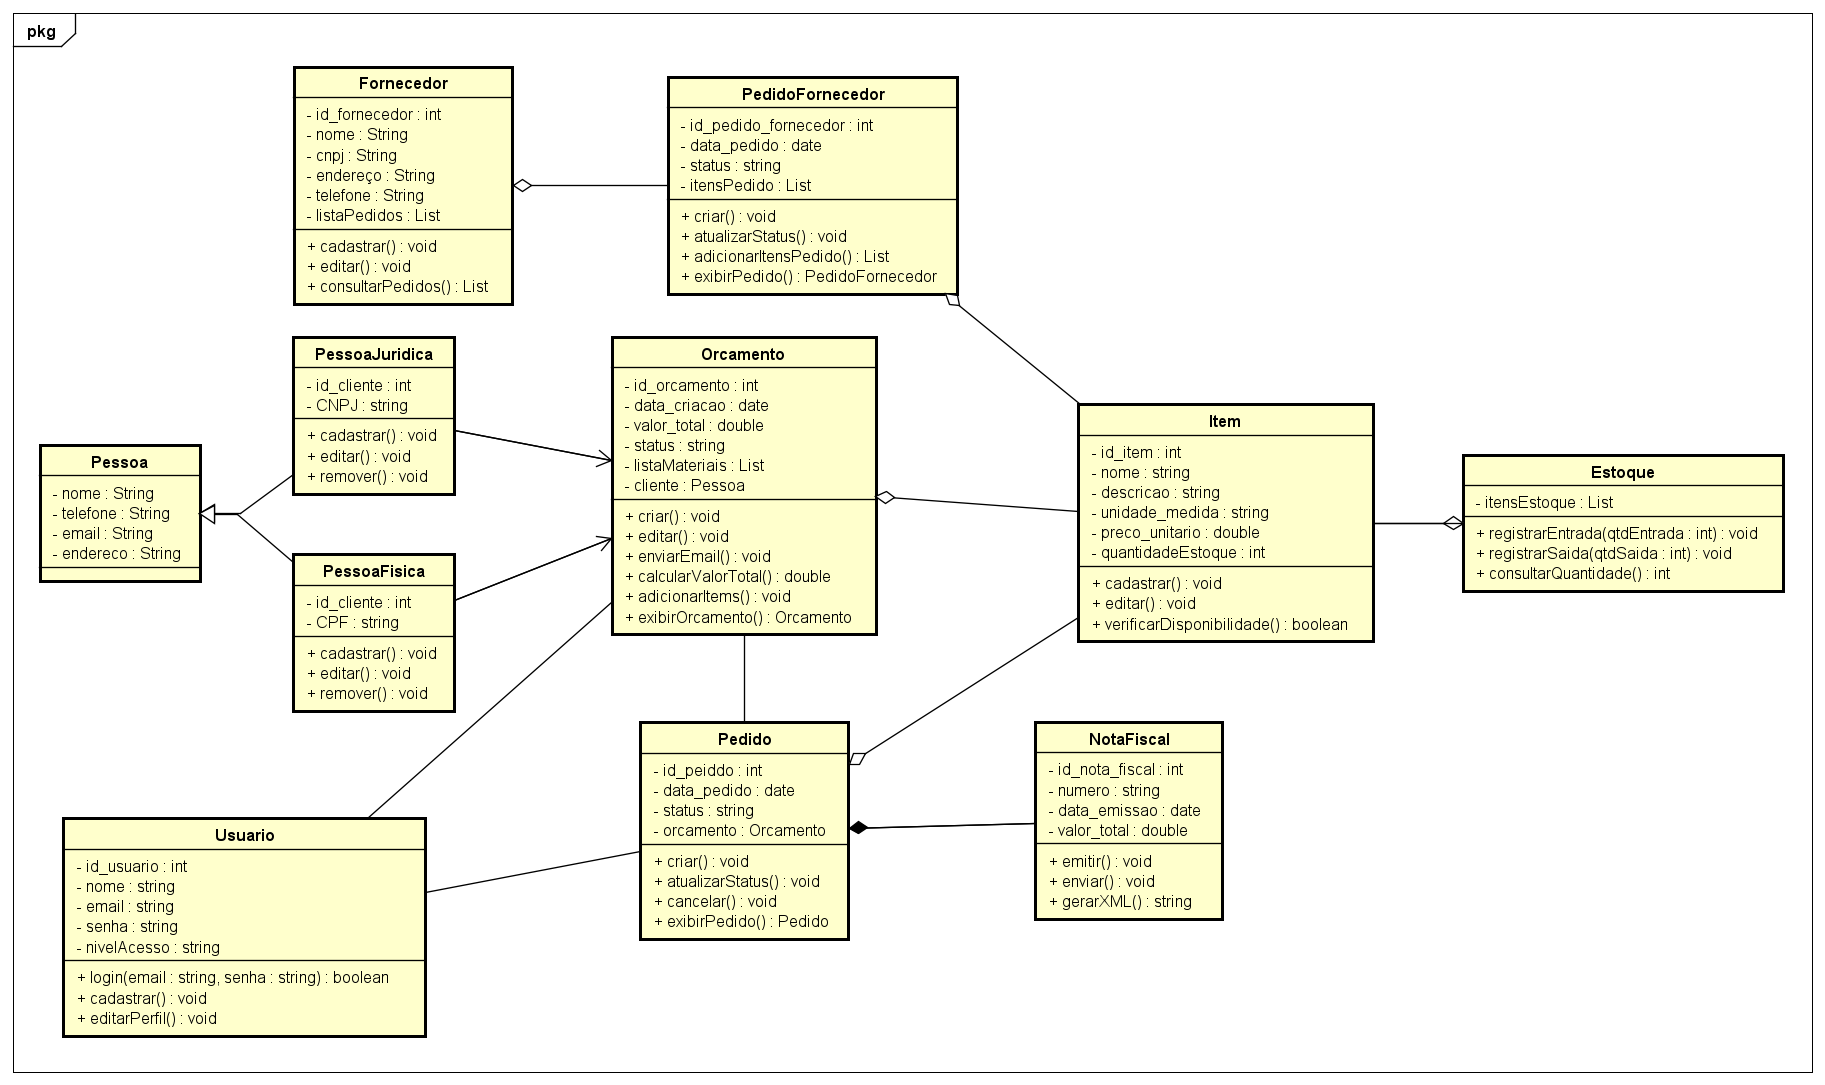 pkg
Fornecedor
- id_fornecedor : int
- nome : String
- cnpj : String
- endereço : String
- telefone : String
- listaPedidos : List
+ cadastrar() : void
+ editar() : void
+ consultarPedidos() : List
PedidoFornecedor
- id_pedido_fornecedor : int
- data_pedido : date
- status : string
- itensPedido : List
+ criar() : void
+ atualizarStatus() : void
+ adicionarItensPedido() : List
+ exibirPedido() : PedidoFornecedor
PessoaJuridica
- id_cliente : int
- CNPJ : string
+ cadastrar() : void
+ editar() : void
+ remover() : void
Orcamento
- id_orcamento : int
- data_criacao : date
- valor_total : double
- status : string
- listaMateriais : List
- cliente : Pessoa
+ criar() : void
+ editar() : void
+ enviarEmail() : void
+ calcularValorTotal() : double
+ adicionarItems() : void
+ exibirOrcamento() : Orcamento
Item
- id_item : int
- nome : string
- descricao : string
- unidade_medida : string
- preco_unitario : double
- quantidadeEstoque : int
+ cadastrar() : void
+ editar() : void
+ verificarDisponibilidade() : boolean
Estoque
- itensEstoque : List
+ registrarEntrada(qtdEntrada : int) : void
+ registrarSaida(qtdSaida : int) : void
+ consultarQuantidade() : int
Pessoa
- nome : String
- telefone : String
- email : String
- endereco : String
PessoaFisica
- id_cliente : int
- CPF : string
+ cadastrar() : void
+ editar() : void
+ remover() : void
Pedido
- id_peiddo : int
- data_pedido : date
- status : string
- orcamento : Orcamento
+ criar() : void
+ atualizarStatus() : void
+ cancelar() : void
+ exibirPedido() : Pedido
NotaFiscal
- id_nota_fiscal : int
- numero : string
- data_emissao : date
- valor_total : double
+ emitir() : void
+ enviar() : void
+ gerarXML() : string
Usuario
- id_usuario : int
- nome : string
- email : string
- senha : string
- nivelAcesso : string
+ login(email : string, senha : string) : boolean
+ cadastrar() : void
+ editarPerfil() : void